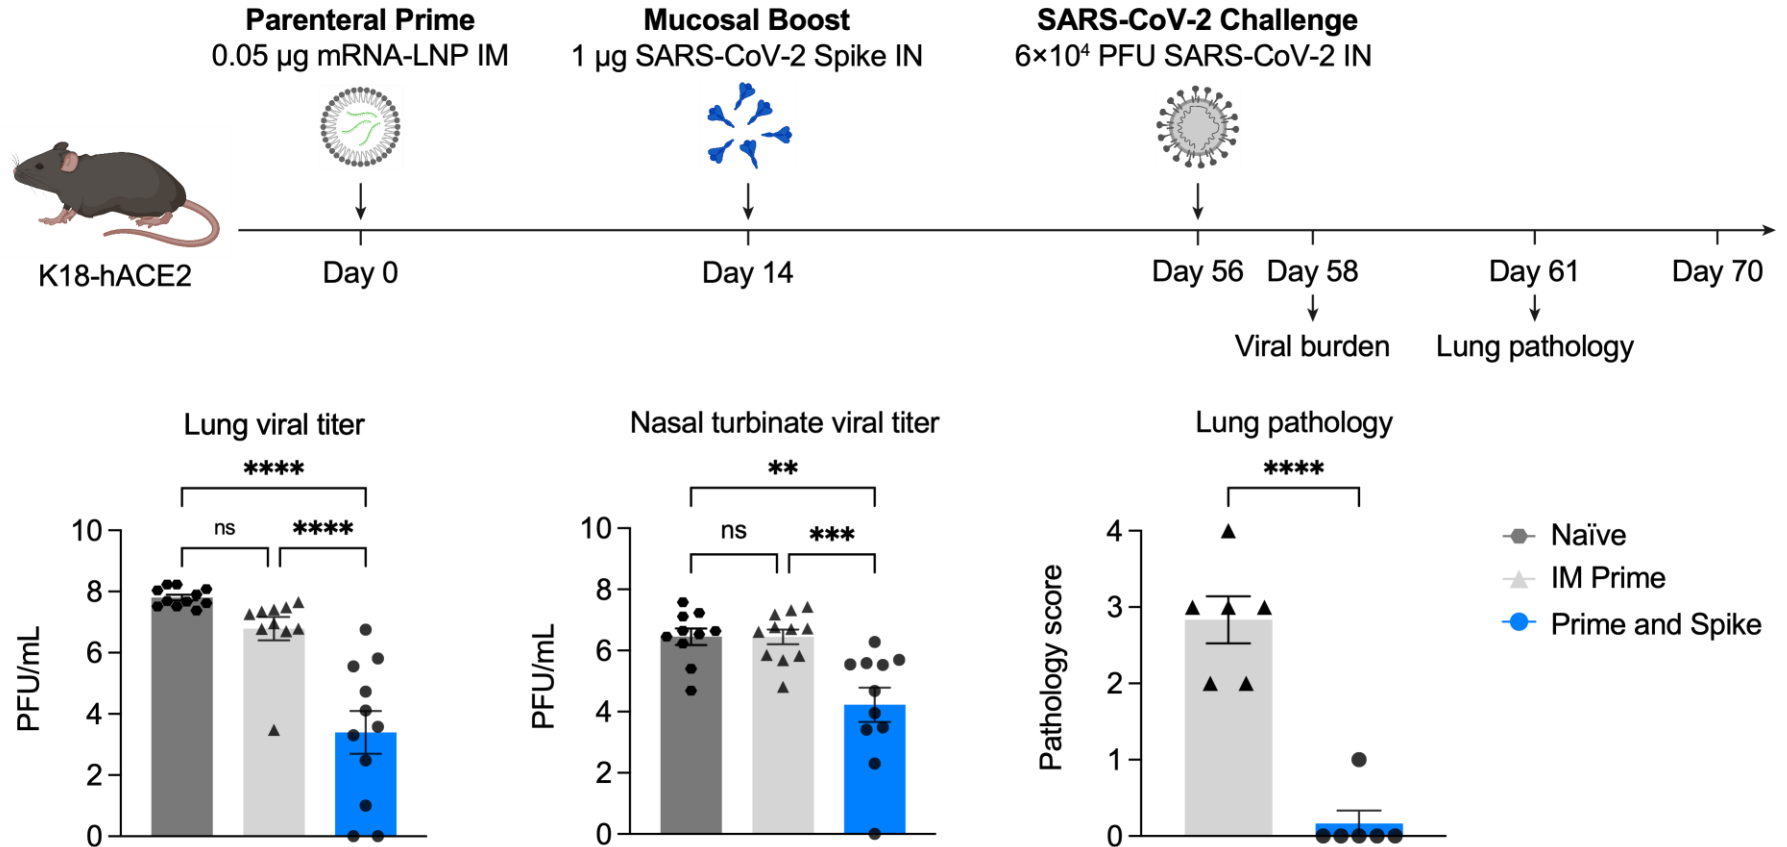 Parenteral Prime
0.05 µg mRNA-LNP IM
Mucosal Boost
1 µg SARS-CoV-2 Spike IN
SARS-CoV-2 Challenge
6×10⁴ PFU SARS-CoV-2 IN
K18-hACE2
Day 0
Day 14
Day 56
Day 58
Day 61
Day 70
Viral burden
Lung pathology
Lung viral titer
****
ns
****
10
8
6
4
2
0
PFU/mL
Nasal turbinate viral titer
**
ns
***
10
8
6
4
2
0
PFU/mL
Lung pathology
****
4
3
2
1
0
Pathology score
Naïve
IM Prime
Prime and Spike